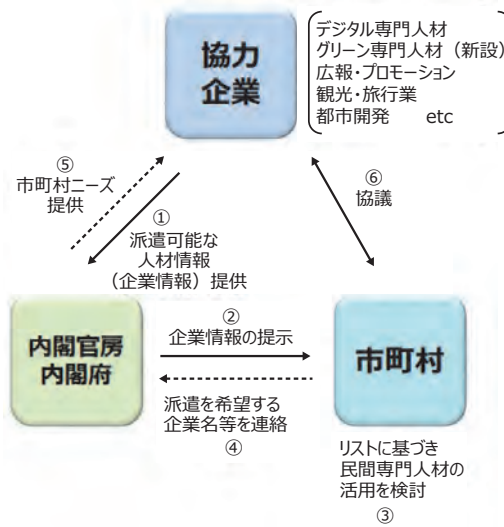 協力
企業
デジタル専門人材
グリーン専門人材（新設）
広報・プロモーション
観光・旅行業
都市開発　etc
⑤
市町村ニーズ
提供
①
派遣可能な
人材情報
（企業情報）提供
⑥
協議
内閣官房
内閣府
②
企業情報の提示
派遣を希望する
企業名等を連絡
④
市町村
リストに基づき
民間専門人材の
活用を検討
③